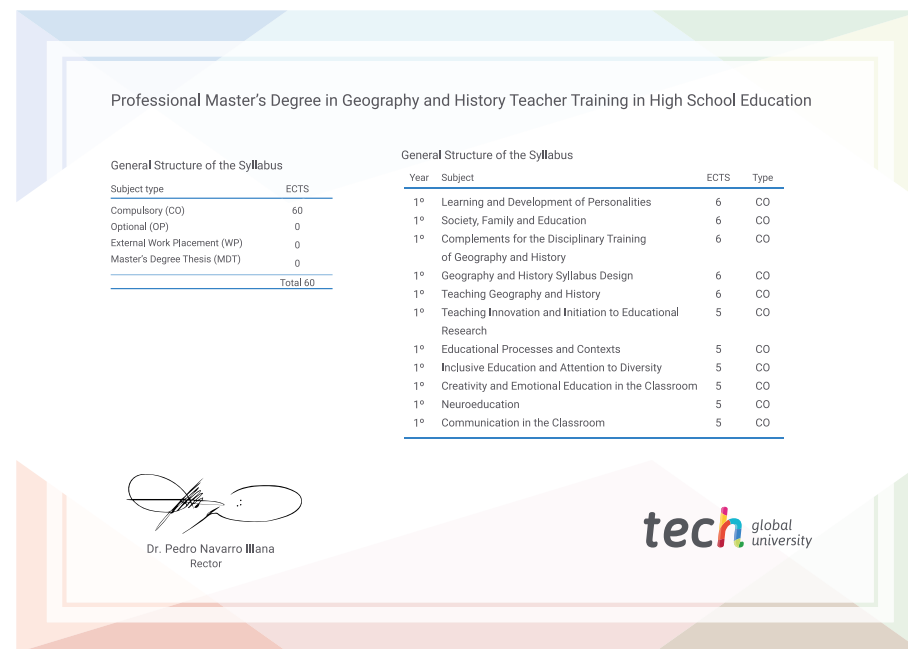 Professional Master's Degree in Geography and History Teacher Training in High School Education
General Structure of the Syllabus
Subject type ECTS
Compulsory (CO) 60
Optional (OP) 0
External Work Placement (WP) 0
Master's Degree Thesis (MDT) 0
Total 60
General Structure of the Syllabus
Year Subject ECTS Type
1º Learning and Development of Personalities 6 CO
1º Society, Family and Education 6 CO
1º Complements for the Disciplinary Training 6 CO
of Geography and History
1º Geography and History Syllabus Design 6 CO
1º Teaching Geography and History 6 CO
1º Teaching Innovation and Initiation to Educational 5 CO
Research
1º Educational Processes and Contexts 5 CO
1º Inclusive Education and Attention to Diversity 5 CO
1º Creativity and Emotional Education in the Classroom 5 CO
1º Neuroeducation 5 CO
1º Communication in the Classroom 5 CO
Dr. Pedro Navarro Illana
Rector
tech global
university